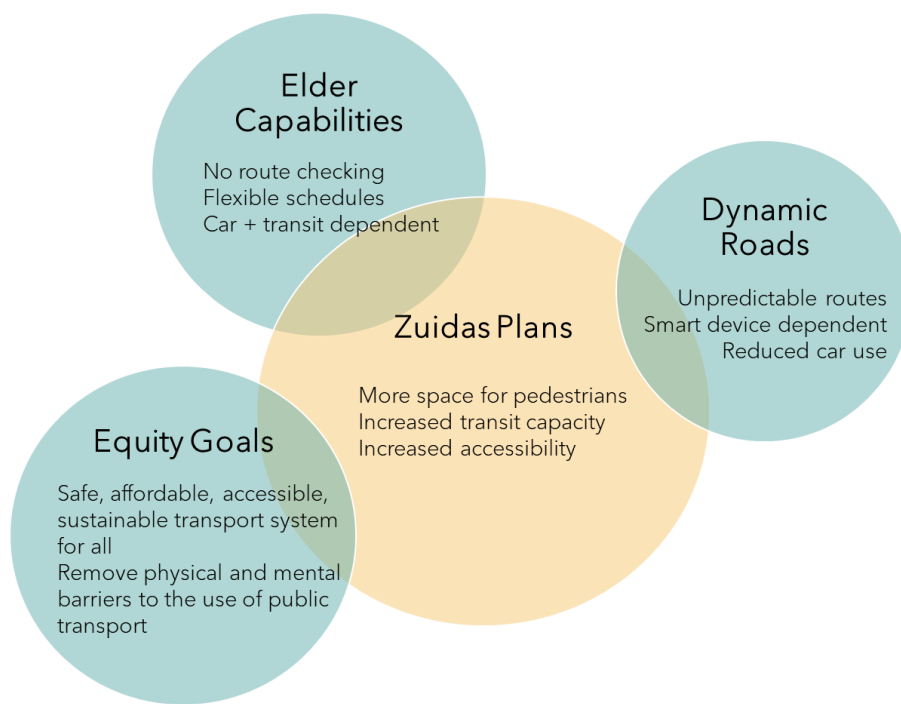 Elder
Capabilities
No route checking
Flexible schedules
Car + transit dependent
Dynamic
Roads
Unpredictable routes
Smart device dependent
Reduced car use
Zuidas Plans
More space for pedestrians
Increased transit capacity
Increased accessibility
Equity Goals
Safe, affordable, accessible,
sustainable transport system
for all
Remove physical and mental
barriers to the use of public
transport